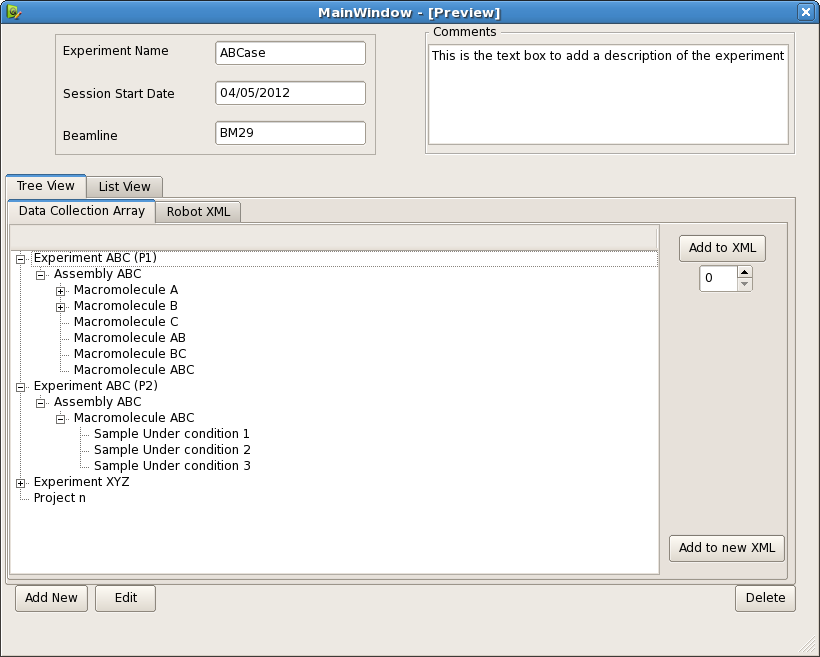 MainWindow - [Preview]
Experiment Name
ABCase
Session Start Date
04/05/2012
Beamline
BM29
Comments
This is the text box to add a description of the experiment
Tree View
List View
Data Collection Array
Robot XML
Experiment ABC (P1)
Assembly ABC
Macromolecule A
Macromolecule B
Macromolecule C
Macromolecule AB
Macromolecule BC
Macromolecule ABC
Experiment ABC (P2)
Assembly ABC
Macromolecule ABC
Sample Under condition 1
Sample Under condition 2
Sample Under condition 3
Experiment XYZ
Project n
Add to XML
0
Add to new XML
Add New
Edit
Delete